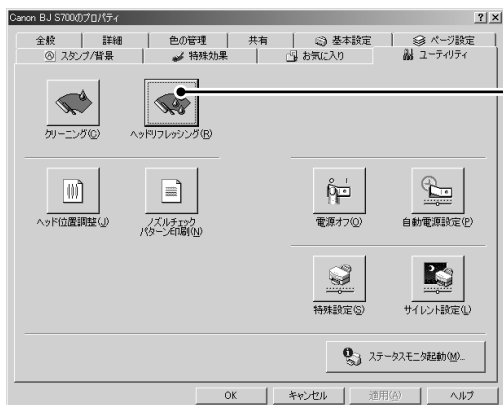 Canon BJ S700のプロパティ
全般 詳細 色の管理 共有 基本設定 ページ設定
スタンプ/背景 特殊効果 お気に入り ユーティリティ
クリーニング(C) ヘッドリフレッシング(R)
ヘッド位置調整(J) ノズルチェック
パターン印刷(N) 電源オフ(O) 自動電源設定(P)
特殊設定(S) サイレント設定(L)
ステータスモニタ起動(M)...
OK キャンセル 適用(A) ヘルプ